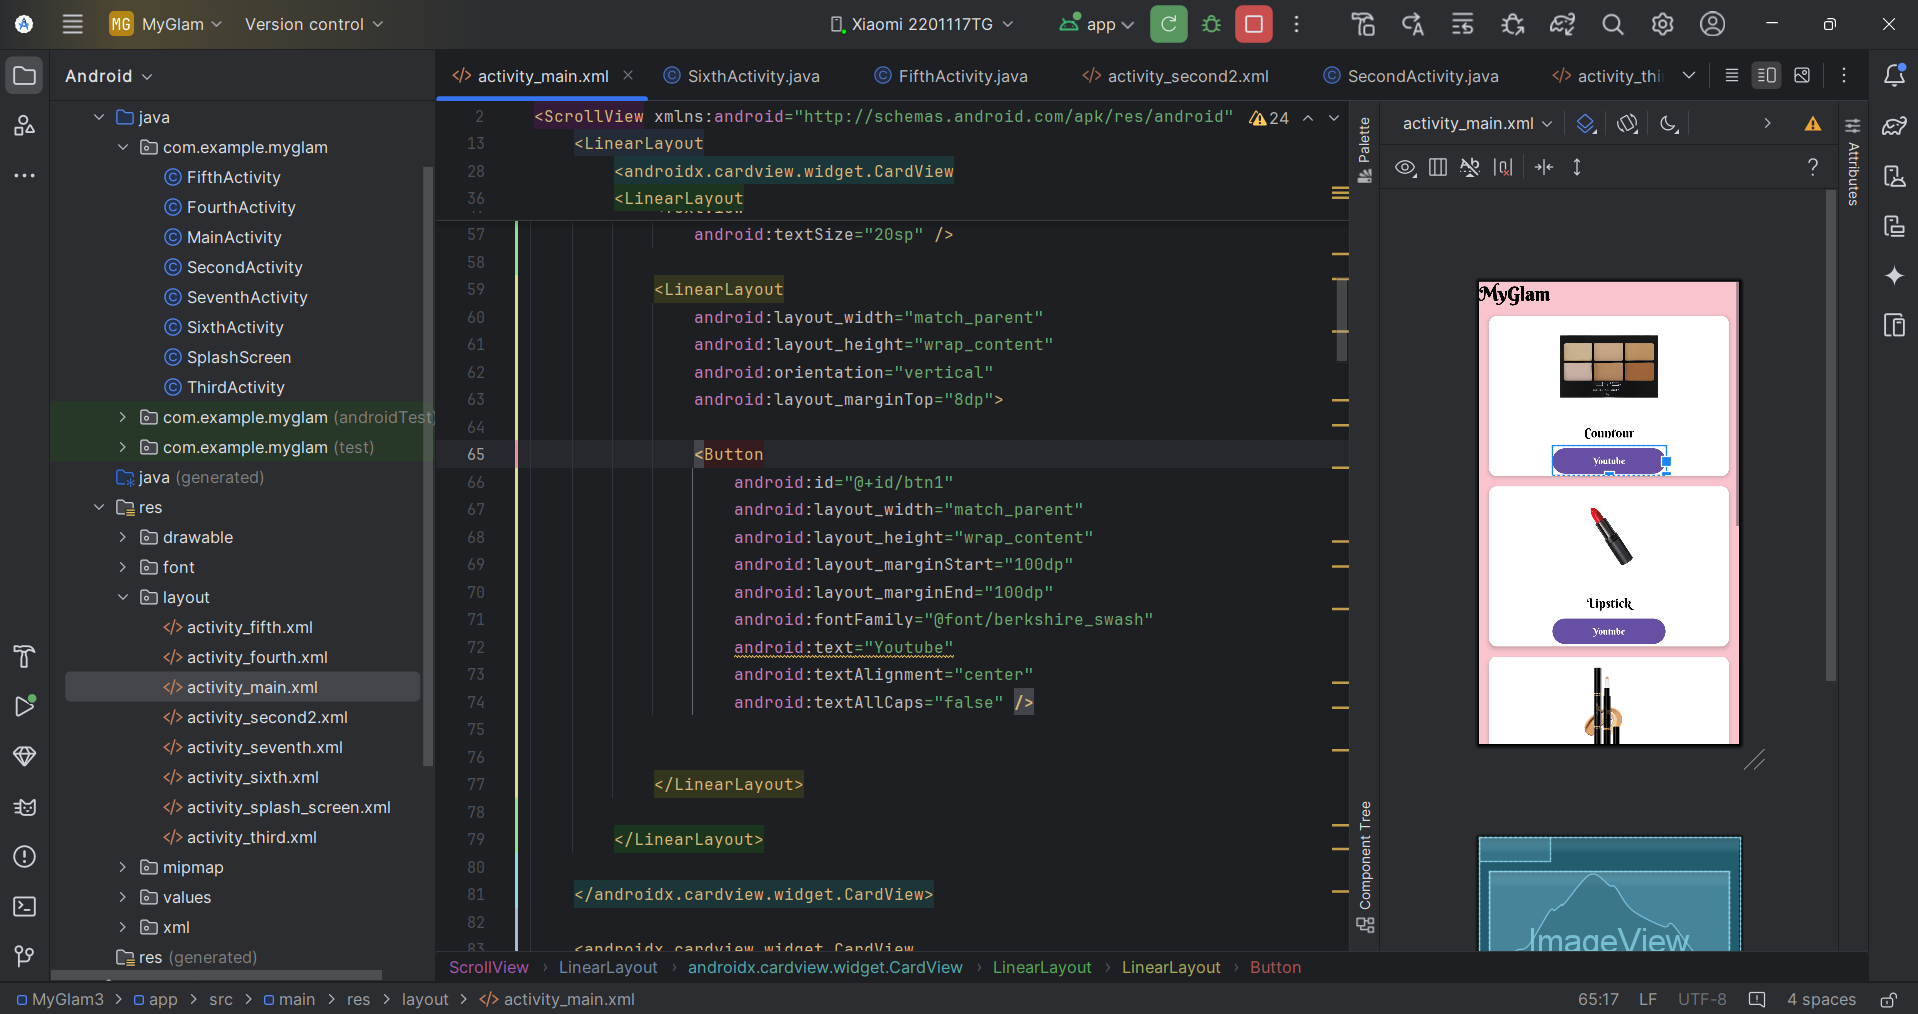 MG MyGlam Version control Xiaomi 2201117TG app
Android
java
com.example.myglam
FifthActivity
FourthActivity
MainActivity
SecondActivity
SeventhActivity
SixthActivity
SplashScreen
ThirdActivity
com.example.myglam (androidTest)
com.example.myglam (test)
java (generated)
res
drawable
font
layout
activity_fifth.xml
activity_fourth.xml
activity_main.xml
activity_second2.xml
activity_seventh.xml
activity_sixth.xml
activity_splash_screen.xml
activity_third.xml
mipmap
values
xml
res (generated)
activity_main.xml SixthActivity.java FifthActivity.java activity_second2.xml SecondActivity.java activity_thi
2 <ScrollView xmlns:android="http://schemas.android.com/apk/res/android" 24
13 <LinearLayout
28 <androidx.cardview.widget.CardView
36 <LinearLayout
57 android:textSize="20sp" />
58
59 <LinearLayout
60 android:layout_width="match_parent"
61 android:layout_height="wrap_content"
62 android:orientation="vertical"
63 android:layout_marginTop="8dp">
64
65 <Button
66 android:id="@+id/btn1"
67 android:layout_width="match_parent"
68 android:layout_height="wrap_content"
69 android:layout_marginStart="100dp"
70 android:layout_marginEnd="100dp"
71 android:fontFamily="@font/berkshire_swash"
72 android:text="Youtube"
73 android:textAlignment="center"
74 android:textAllCaps="false" />
75
76
77 </LinearLayout>
78
79 </LinearLayout>
80
81 </androidx.cardview.widget.CardView>
82
83 <androidx.cardview.widget.CardView
ScrollView LinearLayout androidx.cardview.widget.CardView LinearLayout LinearLayout Button
Palette
Component Tree
activity_main.xml
?
Attributes
MyGlam
Countour
Youtube
Lipstick
Youtube
ImageView
MyGlam3 app src main res layout activity_main.xml
65:17 LF UTF-8 4 spaces